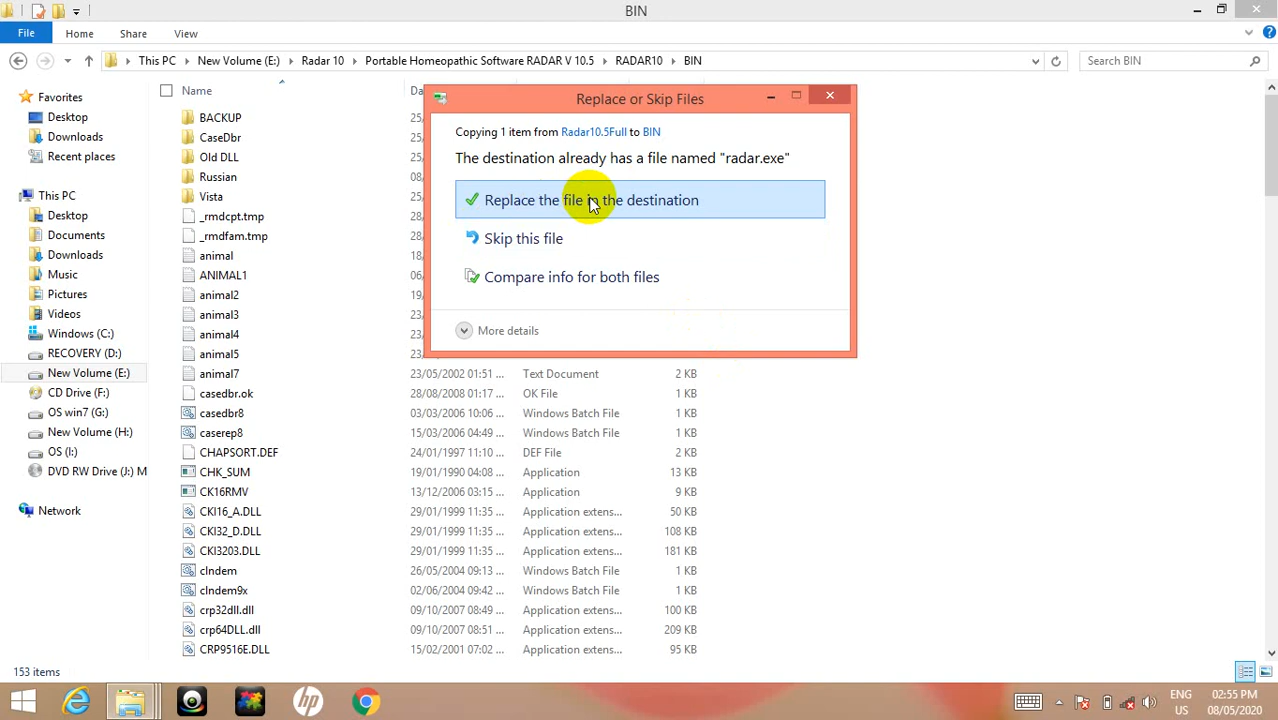 BIN
File Home Share View
This PC New Volume (E:) Radar 10 Portable Homeopathic Software RADAR V 10.5 RADAR10 BIN Search BIN
Favorites
Desktop
Downloads
Recent places
This PC
Desktop
Documents
Downloads
Music
Pictures
Videos
Windows (C:)
RECOVERY (D:)
New Volume (E:)
CD Drive (F:)
OS win7 (G:)
New Volume (H:)
OS (I:)
DVD RW Drive (J:) M
Network
Name
BACKUP
CaseDbr
Old DLL
Russian
Vista
_rmdcpt.tmp
_rmdfam.tmp
animal
ANIMAL1
animal2
animal3
animal4
animal5
animal7 23/05/2002 01:51 ... Text Document 2 KB
casedbr.ok 28/08/2008 01:17 ... OK File 1 KB
casedbr8 03/03/2006 10:06 ... Windows Batch File 1 KB
caserep8 15/03/2006 04:49 ... Windows Batch File 1 KB
CHAPSORT.DEF 24/01/1997 11:10 ... DEF File 2 KB
CHK_SUM 19/01/1990 04:08 ... Application 13 KB
CK16RMV 13/12/2006 03:15 ... Application 9 KB
CKI16_A.DLL 29/01/1999 11:35 ... Application extens... 50 KB
CKI32_D.DLL 29/01/1999 11:35 ... Application extens... 108 KB
CKI3203.DLL 29/01/1999 11:35 ... Application extens... 181 KB
clndem 26/05/2004 09:13 ... Windows Batch File 1 KB
clndem9x 02/06/2004 09:42 ... Windows Batch File 1 KB
crp32dll.dll 09/10/2007 08:49 ... Application extens... 100 KB
crp64DLL.dll 09/10/2007 08:51 ... Application extens... 209 KB
CRP9516E.DLL 15/02/2001 07:02 ... Application extens... 95 KB
Replace or Skip Files
Copying 1 item from Radar10.5Full to BIN
The destination already has a file named "radar.exe"
Replace the file in the destination
Skip this file
Compare info for both files
More details
153 items
ENG 02:55 PM
US 08/05/2020